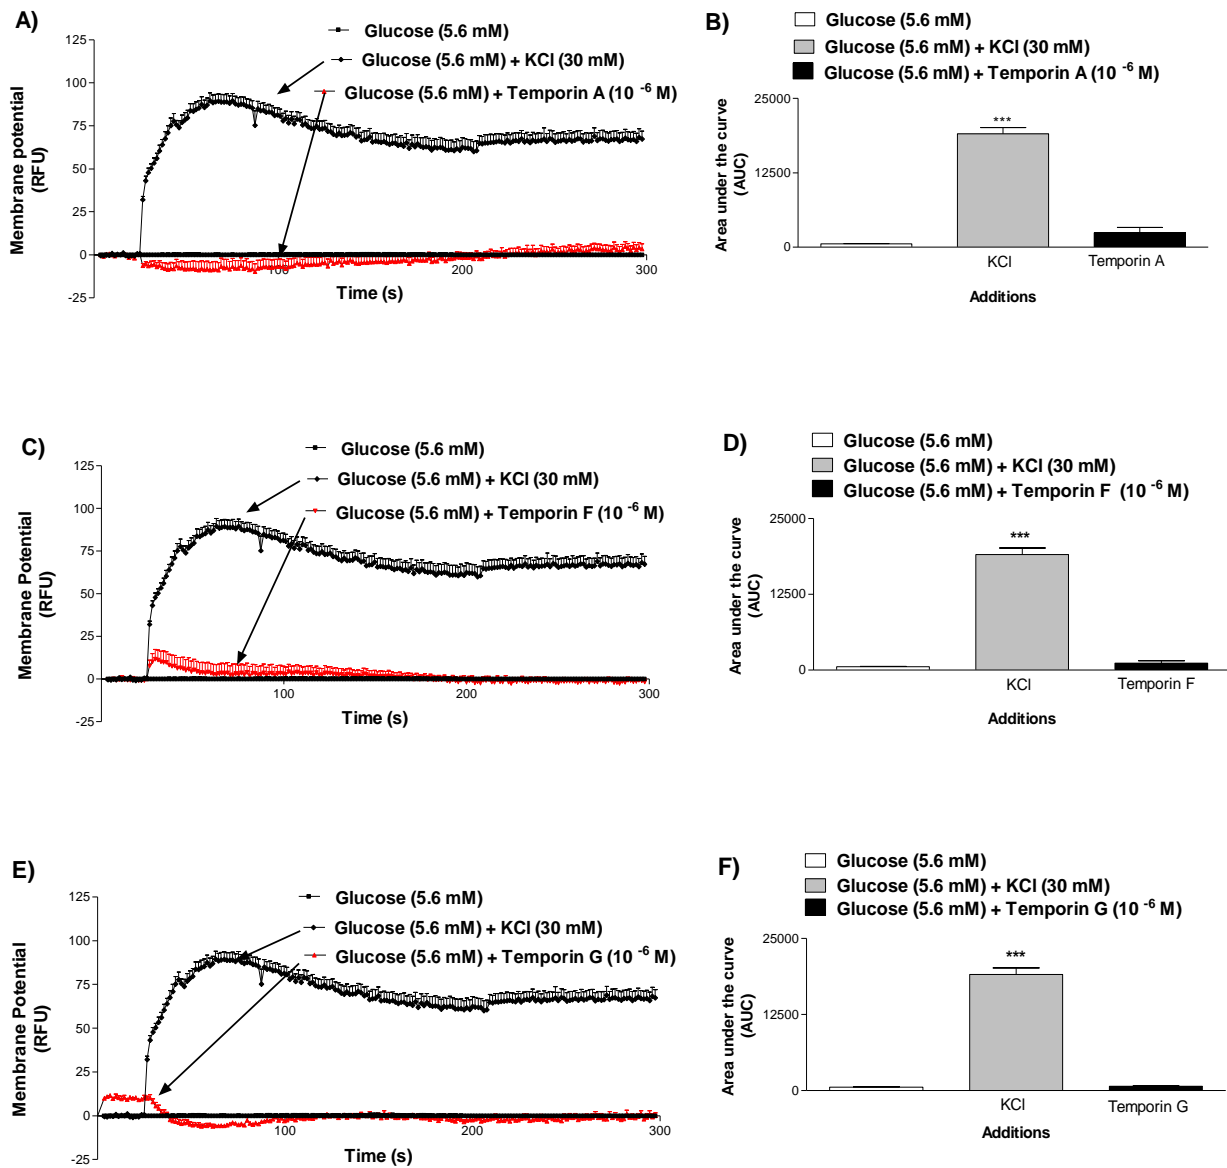 A)
Glucose (5.6 mM)
Glucose (5.6 mM) + KCl (30 mM)
Glucose (5.6 mM) + Temporin A (10 -6 M)
125
100
75
50
25
0
-25
100
200
300
Membrane potential
(RFU)
Time (s)
B)
Glucose (5.6 mM)
Glucose (5.6 mM) + KCl (30 mM)
Glucose (5.6 mM) + Temporin A (10 -6 M)
25000
12500
0
Area under the curve
(AUC)
***
KCl
Temporin A
Additions
C)
Glucose (5.6 mM)
Glucose (5.6 mM) + KCl (30 mM)
Glucose (5.6 mM) + Temporin F (10 -6 M)
125
100
75
50
25
0
-25
100
200
300
Membrane Potential
(RFU)
Time (s)
D)
Glucose (5.6 mM)
Glucose (5.6 mM) + KCl (30 mM)
Glucose (5.6 mM) + Temporin F (10 -6 M)
25000
12500
0
Area under the curve
(AUC)
***
KCl
Temporin F
Additions
E)
Glucose (5.6 mM)
Glucose (5.6 mM) + KCl (30 mM)
Glucose (5.6 mM) + Temporin G (10 -6 M)
125
100
75
50
25
0
-25
100
200
300
Membrane Potential
(RFU)
Time (s)
F)
Glucose (5.6 mM)
Glucose (5.6 mM) + KCl (30 mM)
Glucose (5.6 mM) + Temporin G (10 -6 M)
25000
12500
0
Area under the curve
(AUC)
***
KCl
Temporin G
Additions